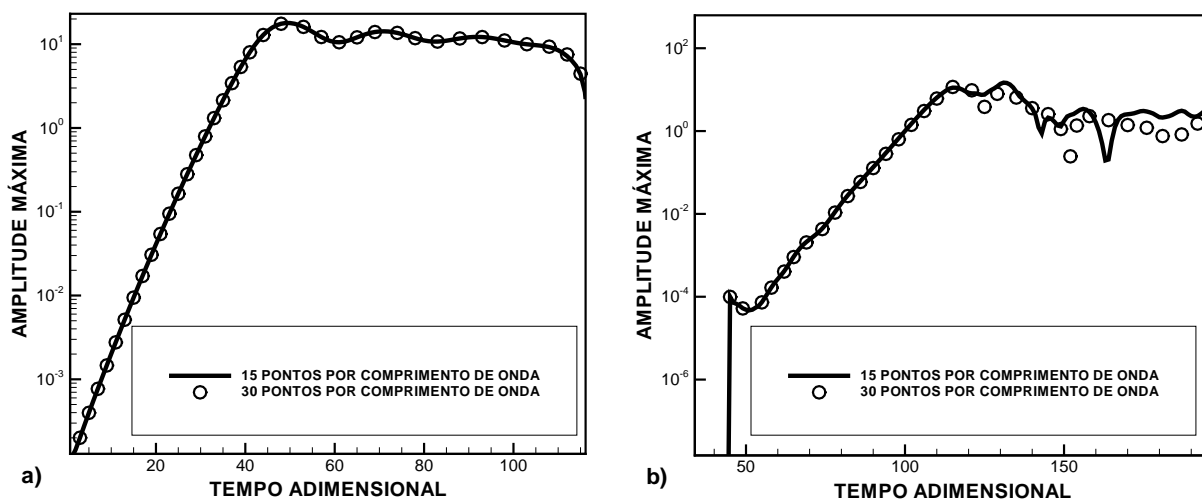 10¹
10⁰
10⁻¹
10⁻²
10⁻³
AMPLITUDE MÁXIMA
15 PONTOS POR COMPRIMENTO DE ONDA
30 PONTOS POR COMPRIMENTO DE ONDA
20 40 60 80 100
TEMPO ADIMENSIONAL
a)
10²
10⁰
10⁻²
10⁻⁴
10⁻⁶
AMPLITUDE MÁXIMA
15 PONTOS POR COMPRIMENTO DE ONDA
30 PONTOS POR COMPRIMENTO DE ONDA
50 100 150
TEMPO ADIMENSIONAL
b)